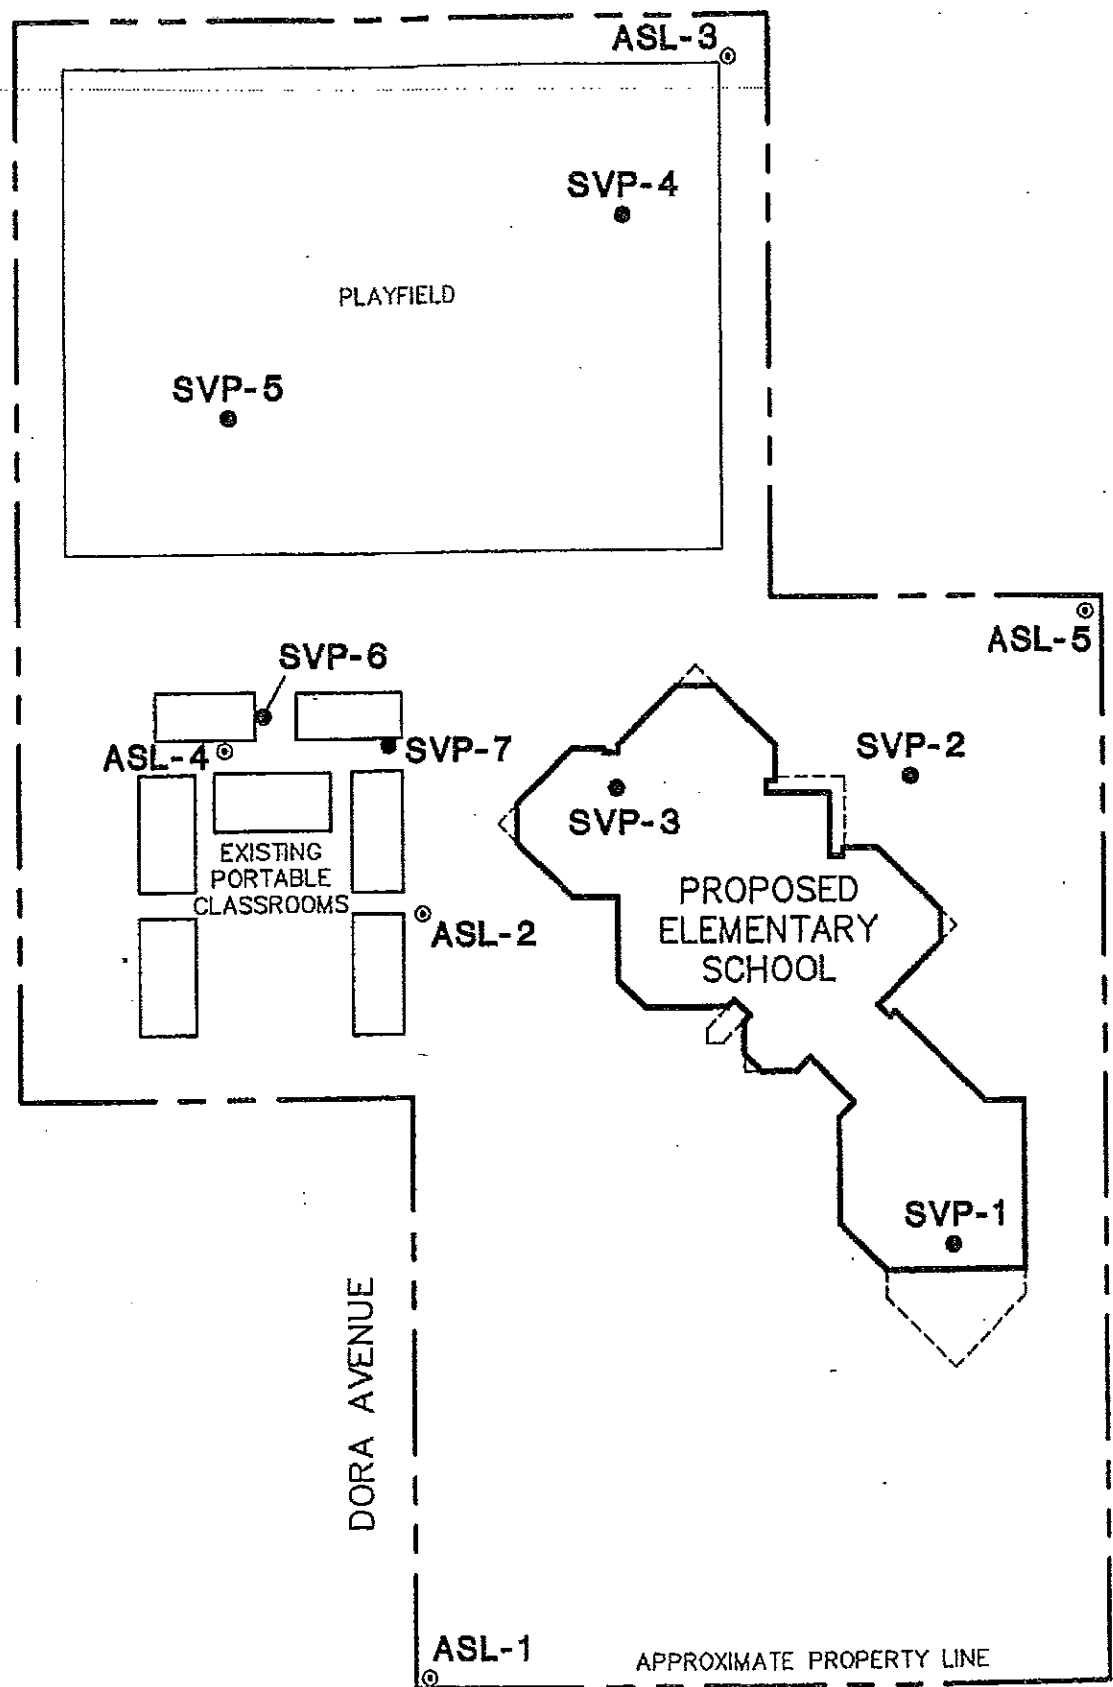 ASL-3
SVP-4
PLAYFIELD
SVP-5
ASL-5
SVP-6
ASL-4
SVP-7
SVP-2
SVP-3
EXISTING
PORTABLE
CLASSROOMS
PROPOSED
ELEMENTARY
SCHOOL
ASL-2
SVP-1
DORA AVENUE
ASL-1
APPROXIMATE PROPERTY LINE